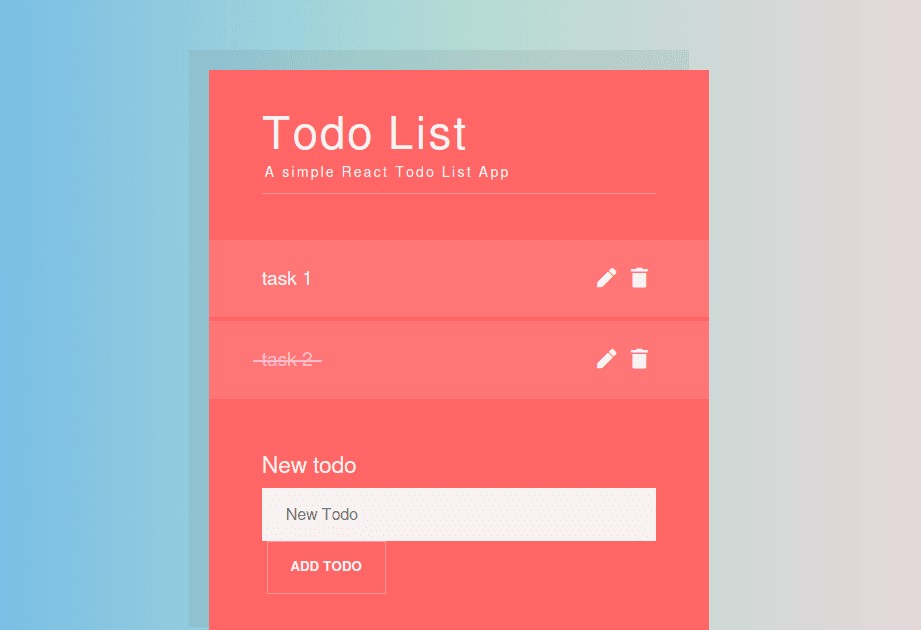 Todo List
A simple React Todo List App
task 1
task 2
New todo
New Todo
ADD TODO